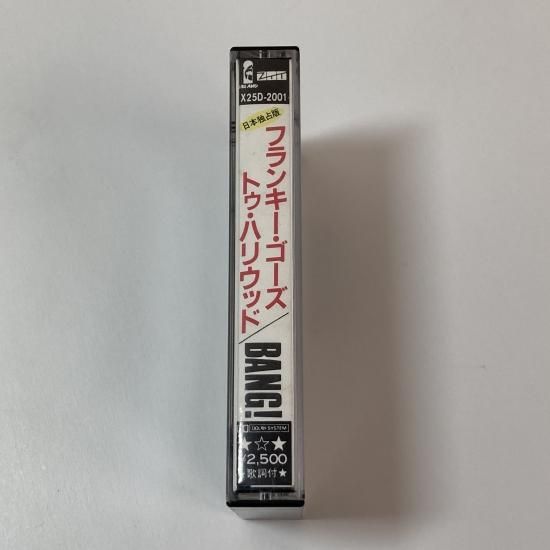 ISLAND
ZTT
X25D-2001
日本独占版
フランキー・ゴーズ
トゥ・ハリウッド/
BANG!
DOLBY SYSTEM
★☆★
¥2,500
歌詞付★